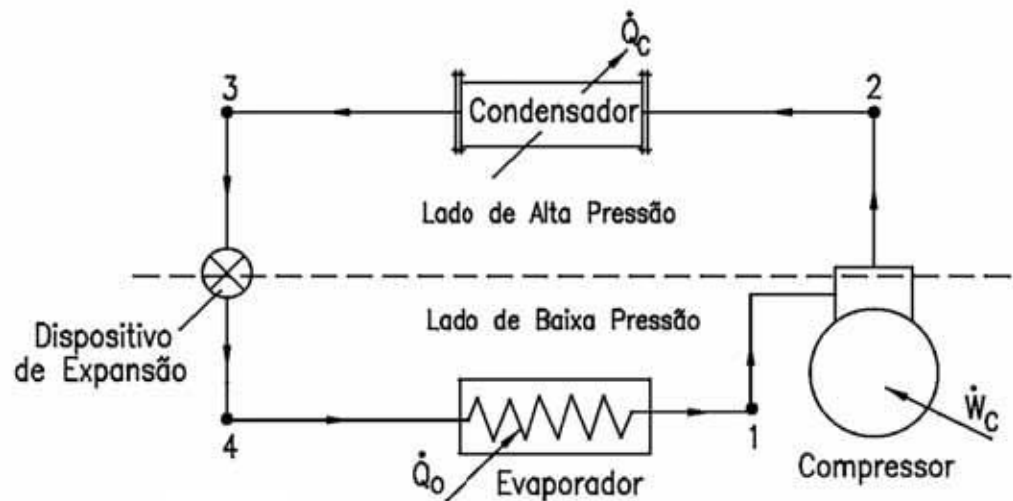 Q̇C
3
Condensador
2
Lado de Alta Pressão
Lado de Baixa Pressão
Dispositivo
de Expansão
4
1
ẆC
Q̇o
Evaporador
Compressor